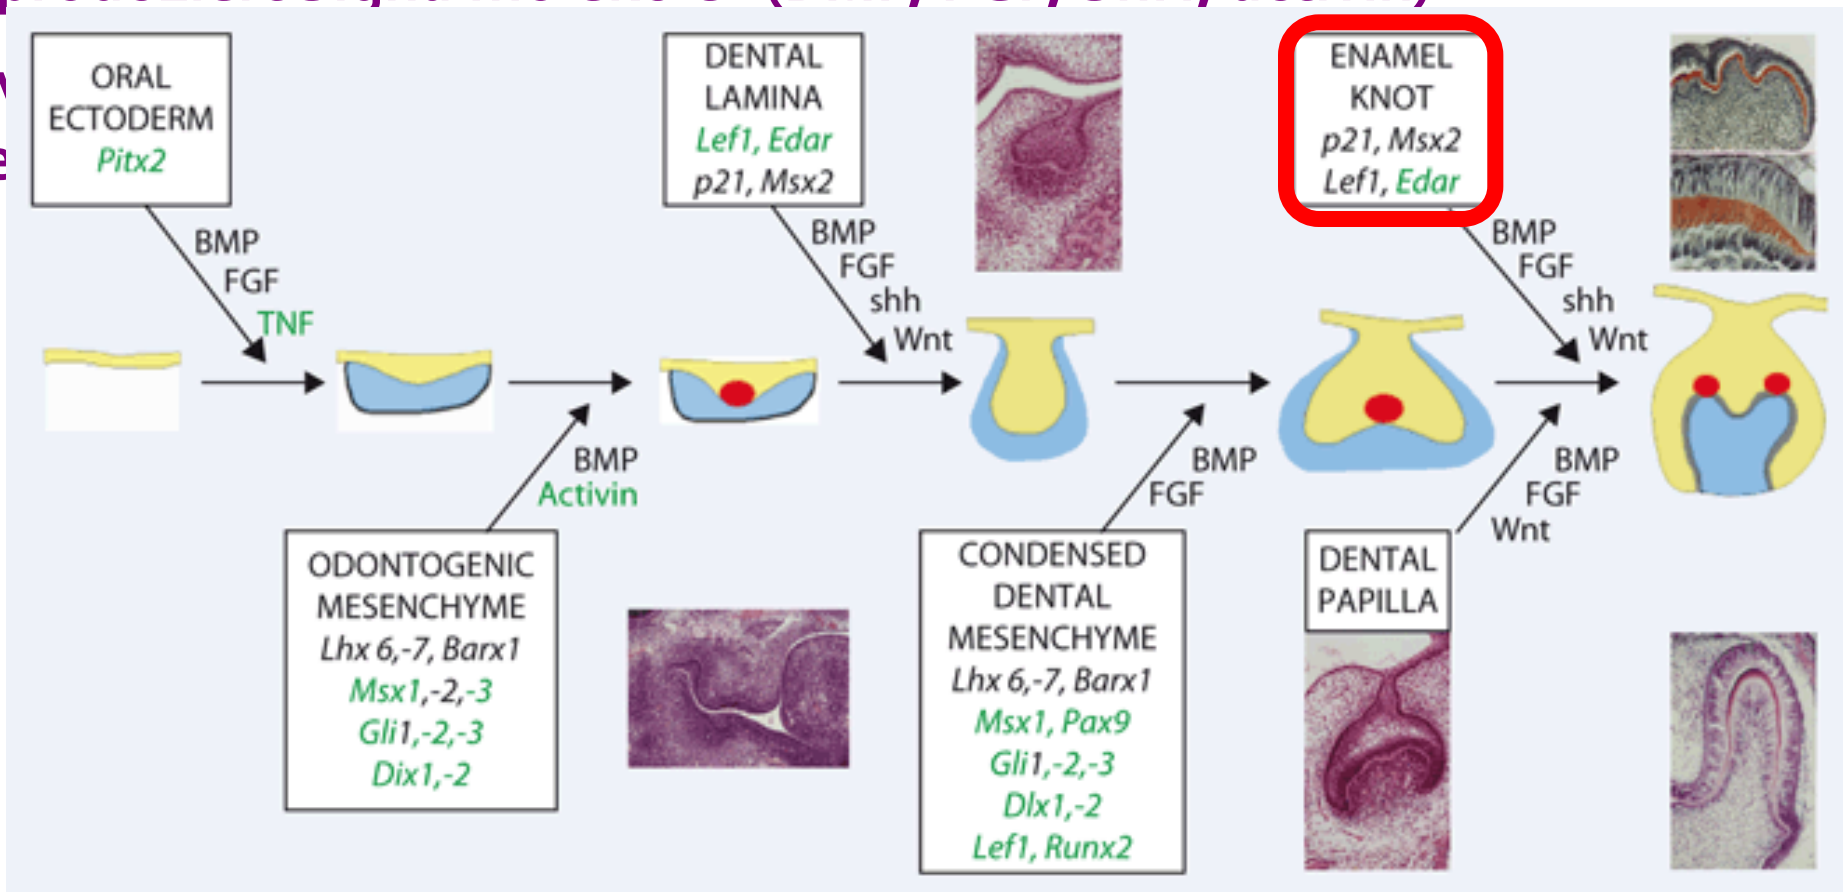 ORAL
ECTODERM
Pitx2
BMP
FGF
TNF
DENTAL
LAMINA
Lef1, Edar
p21, Msx2
BMP
FGF
shh
Wnt
ENAMEL
KNOT
p21, Msx2
Lef1, Edar
BMP
FGF
shh
Wnt
BMP
Activin
ODONTOGENIC
MESENCHYME
Lhx 6,-7, Barx1
Msx1,-2,-3
Gli1,-2,-3
Dix1,-2
BMP
FGF
CONDENSED
DENTAL
MESENCHYME
Lhx 6,-7, Barx1
Msx1, Pax9
Gli1,-2,-3
Dlx1,-2
Lef1, Runx2
BMP
FGF
Wnt
DENTAL
PAPILLA